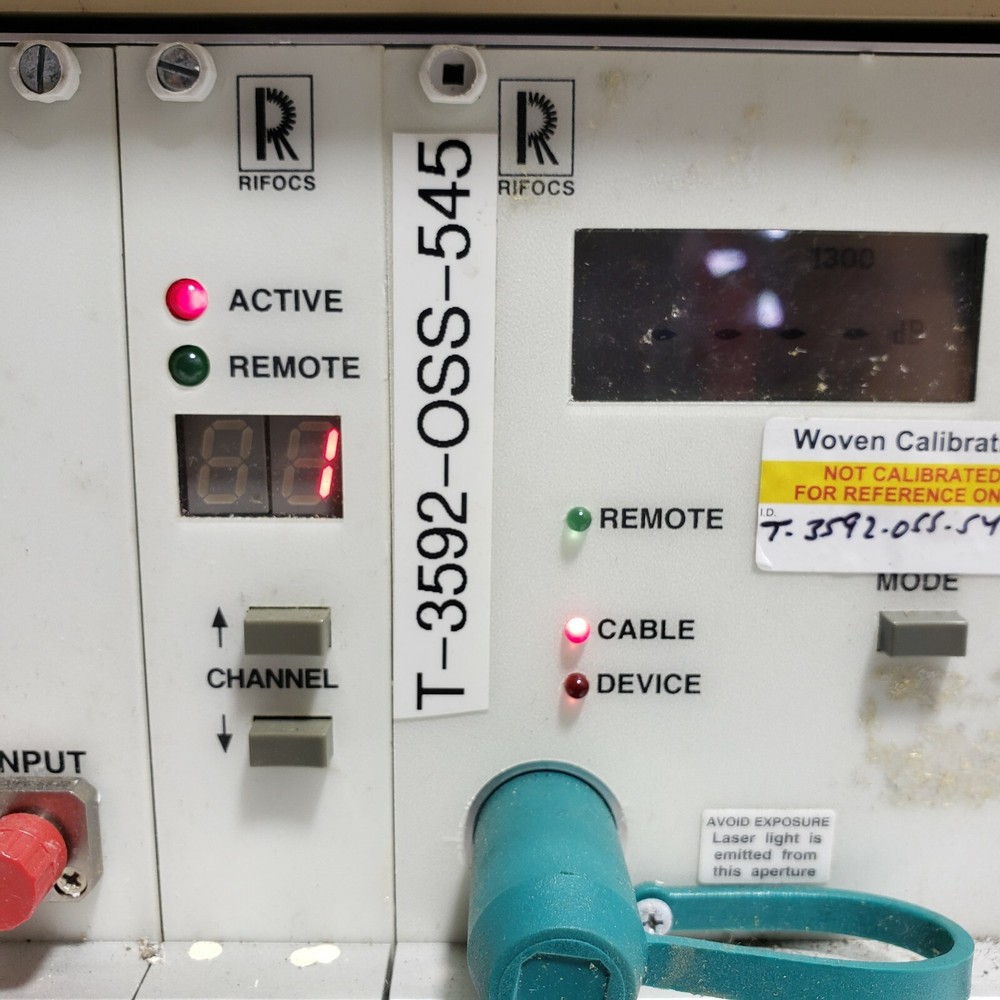 RIFOCS
RIFOCS
T-3592-OSS-545
1300
dB
ACTIVE
REMOTE
1
Woven Calibrat
NOT CALIBRATED
FOR REFERENCE ON
I.D.
T-3592-OSS-54
REMOTE
MODE
CABLE
DEVICE
CHANNEL
NPUT
AVOID EXPOSURE
Laser light is
emitted from
this aperture